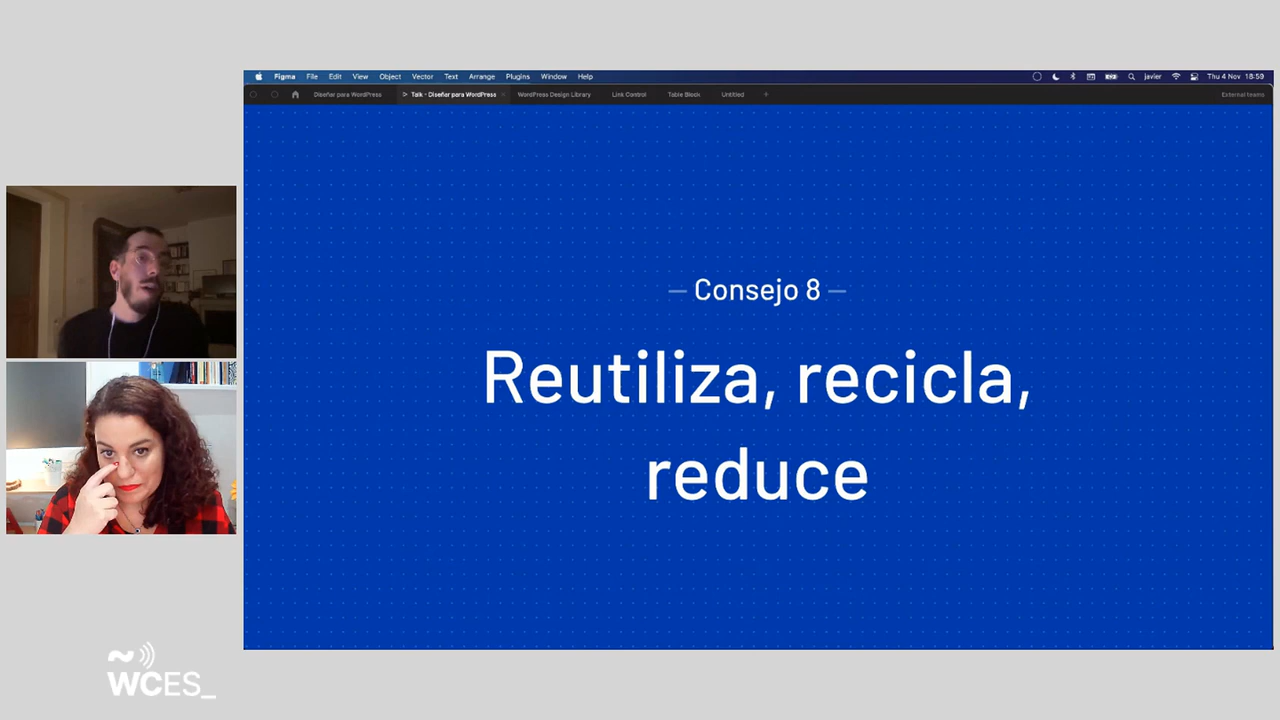 Figma File Edit View Object Vector Text Arrange Plugins Window Help javier Thu 4 Nov 18:59
Diseñar para WordPress Talk - Diseñar para WordPress WordPress Design Library Link Control Table Block Untitled + External teams
— Consejo 8 —
Reutiliza, recicla,
reduce
WCES_